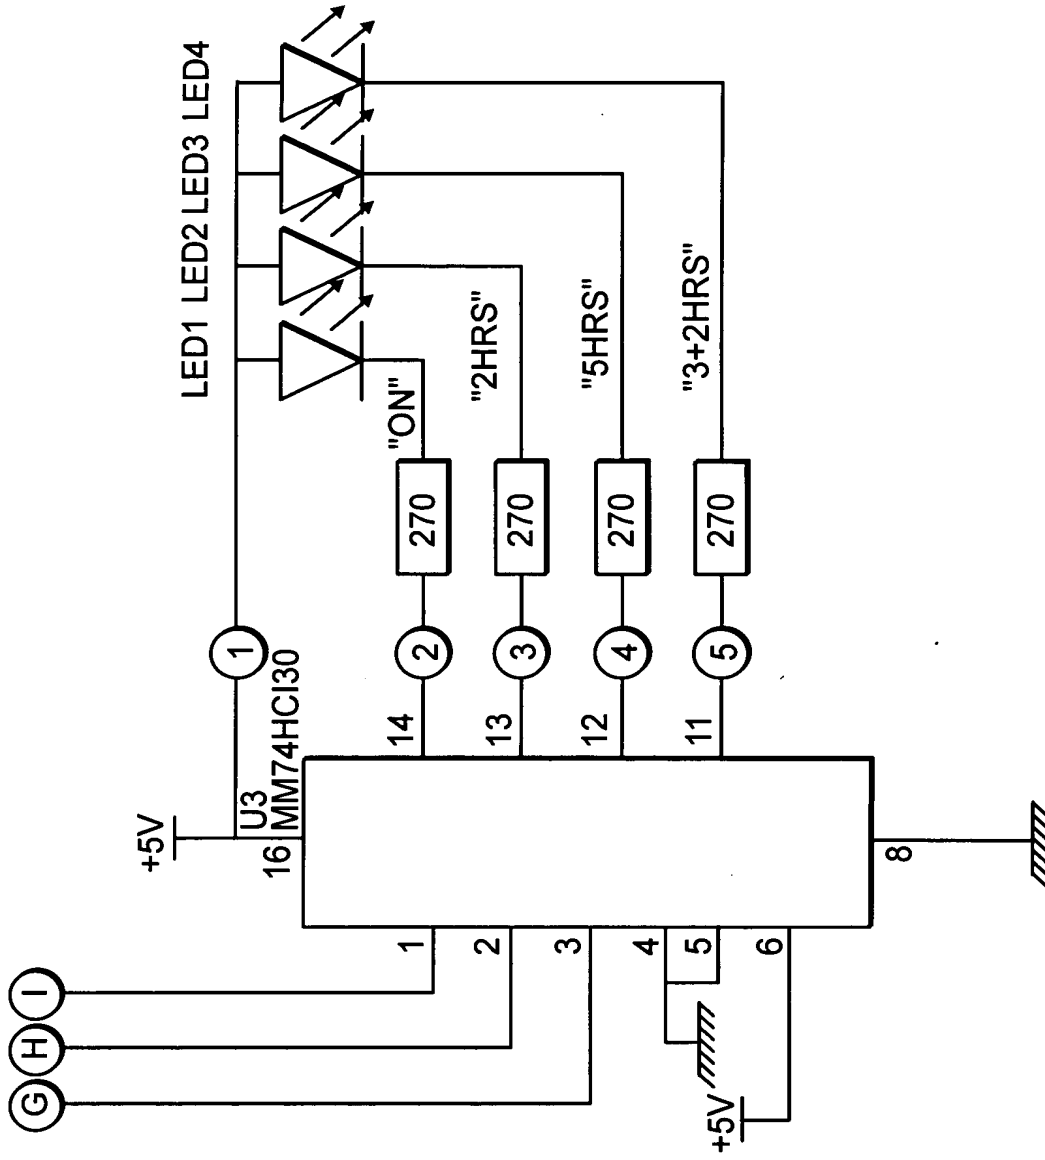 LED1 LED2 LED3 LED4
+5V
1
U3
MM74HCI30
16
I
H
G
1
2
3
4
5
6
+5V
8
14
13
12
11
2
3
4
5
270
270
270
270
"ON"
"2HRS"
"5HRS"
"3+2HRS"